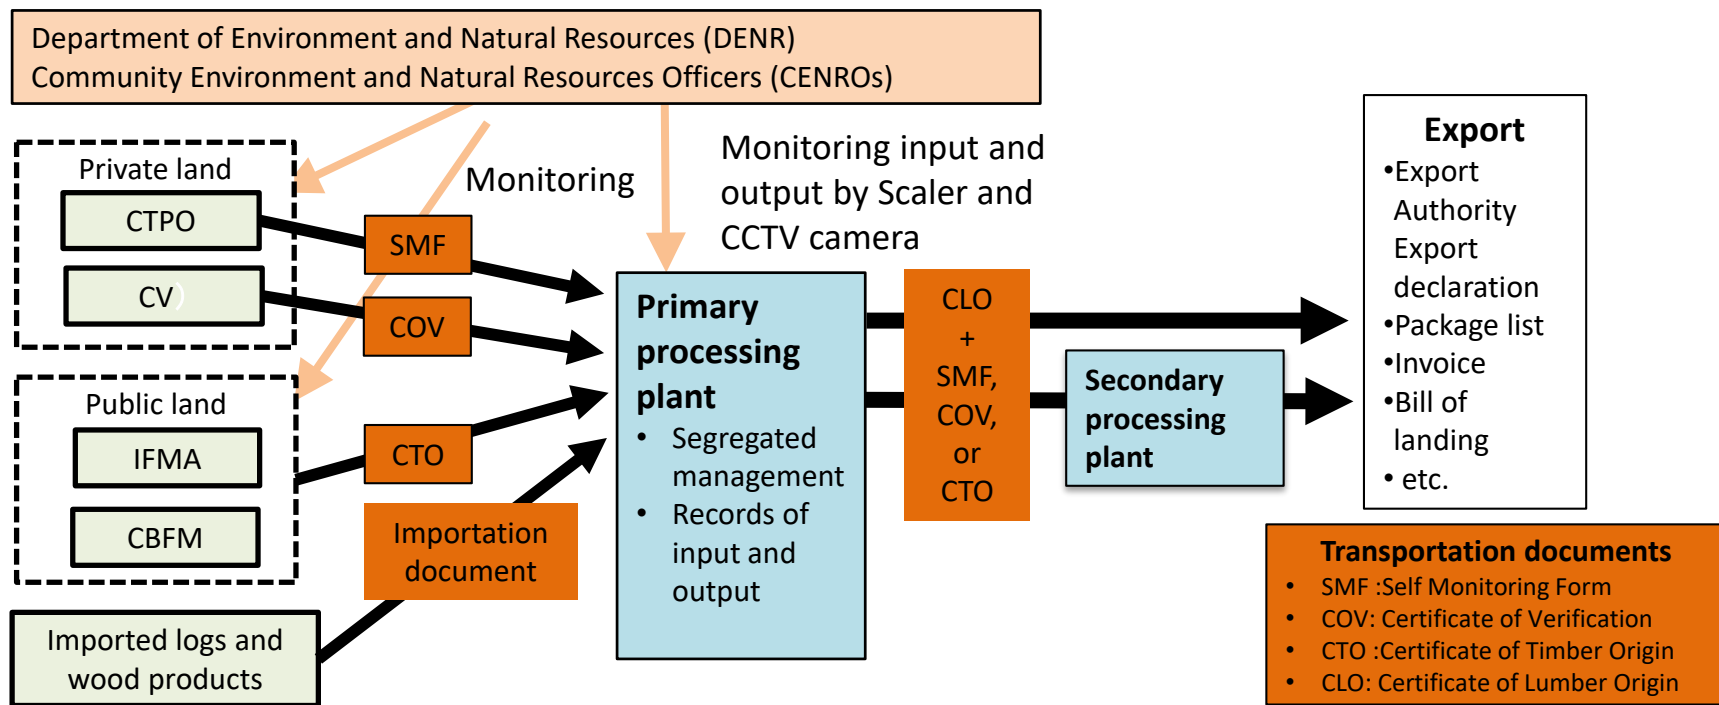 Department of Environment and Natural Resources (DENR)
Community Environment and Natural Resources Officers (CENROs)
Private land
CTPO
CV)
Public land
IFMA
CBFM
Imported logs and
wood products
Monitoring
SMF
COV
CTO
Importation
document
Monitoring input and
output by Scaler and
CCTV camera
Primary
processing
plant
• Segregated
management
• Records of
input and
output
CLO
+
SMF,
COV,
or
CTO
Secondary
processing
plant
Export
•Export
Authority
Export
declaration
•Package list
•Invoice
•Bill of
landing
• etc.
Transportation documents
• SMF :Self Monitoring Form
• COV: Certificate of Verification
• CTO :Certificate of Timber Origin
• CLO: Certificate of Lumber Origin